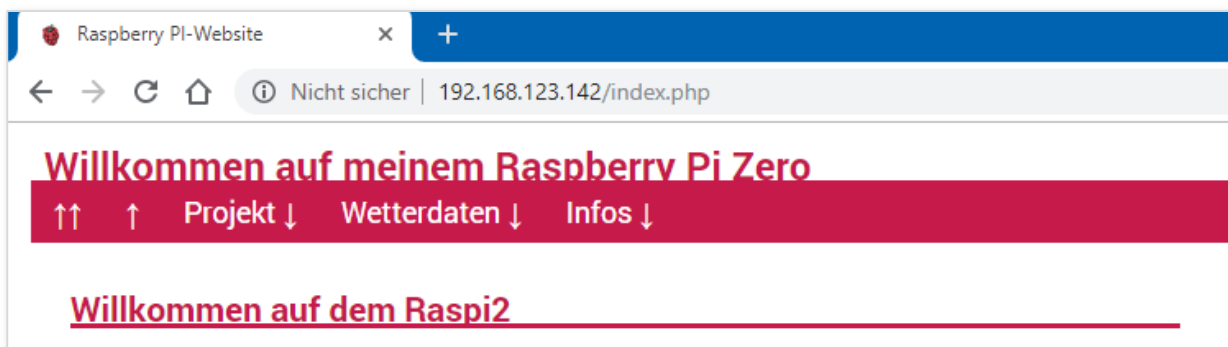 Raspberry PI-Website
Nicht sicher | 192.168.123.142/index.php
Willkommen auf meinem Raspberry Pi Zero
↑↑ ↑ Projekt ↓ Wetterdaten ↓ Infos ↓
Willkommen auf dem Raspi2